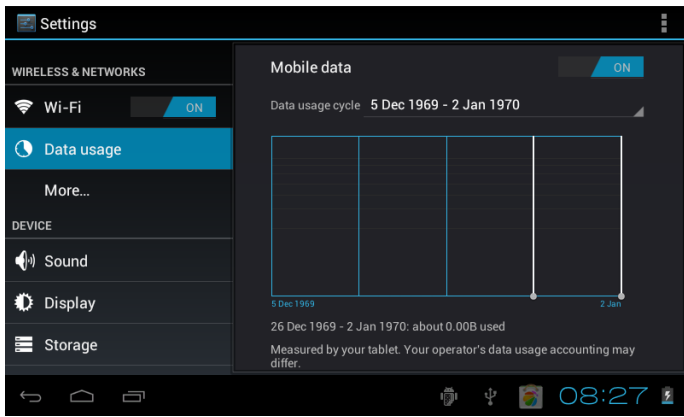 Settings
WIRELESS & NETWORKS
Wi-Fi ON
Data usage
More...
DEVICE
Sound
Display
Storage
Mobile data ON
Data usage cycle 5 Dec 1969 - 2 Jan 1970
5 Dec 1969 2 Jan
26 Dec 1969 - 2 Jan 1970: about 0.00B used
Measured by your tablet. Your operator's data usage accounting may
differ.
08:27